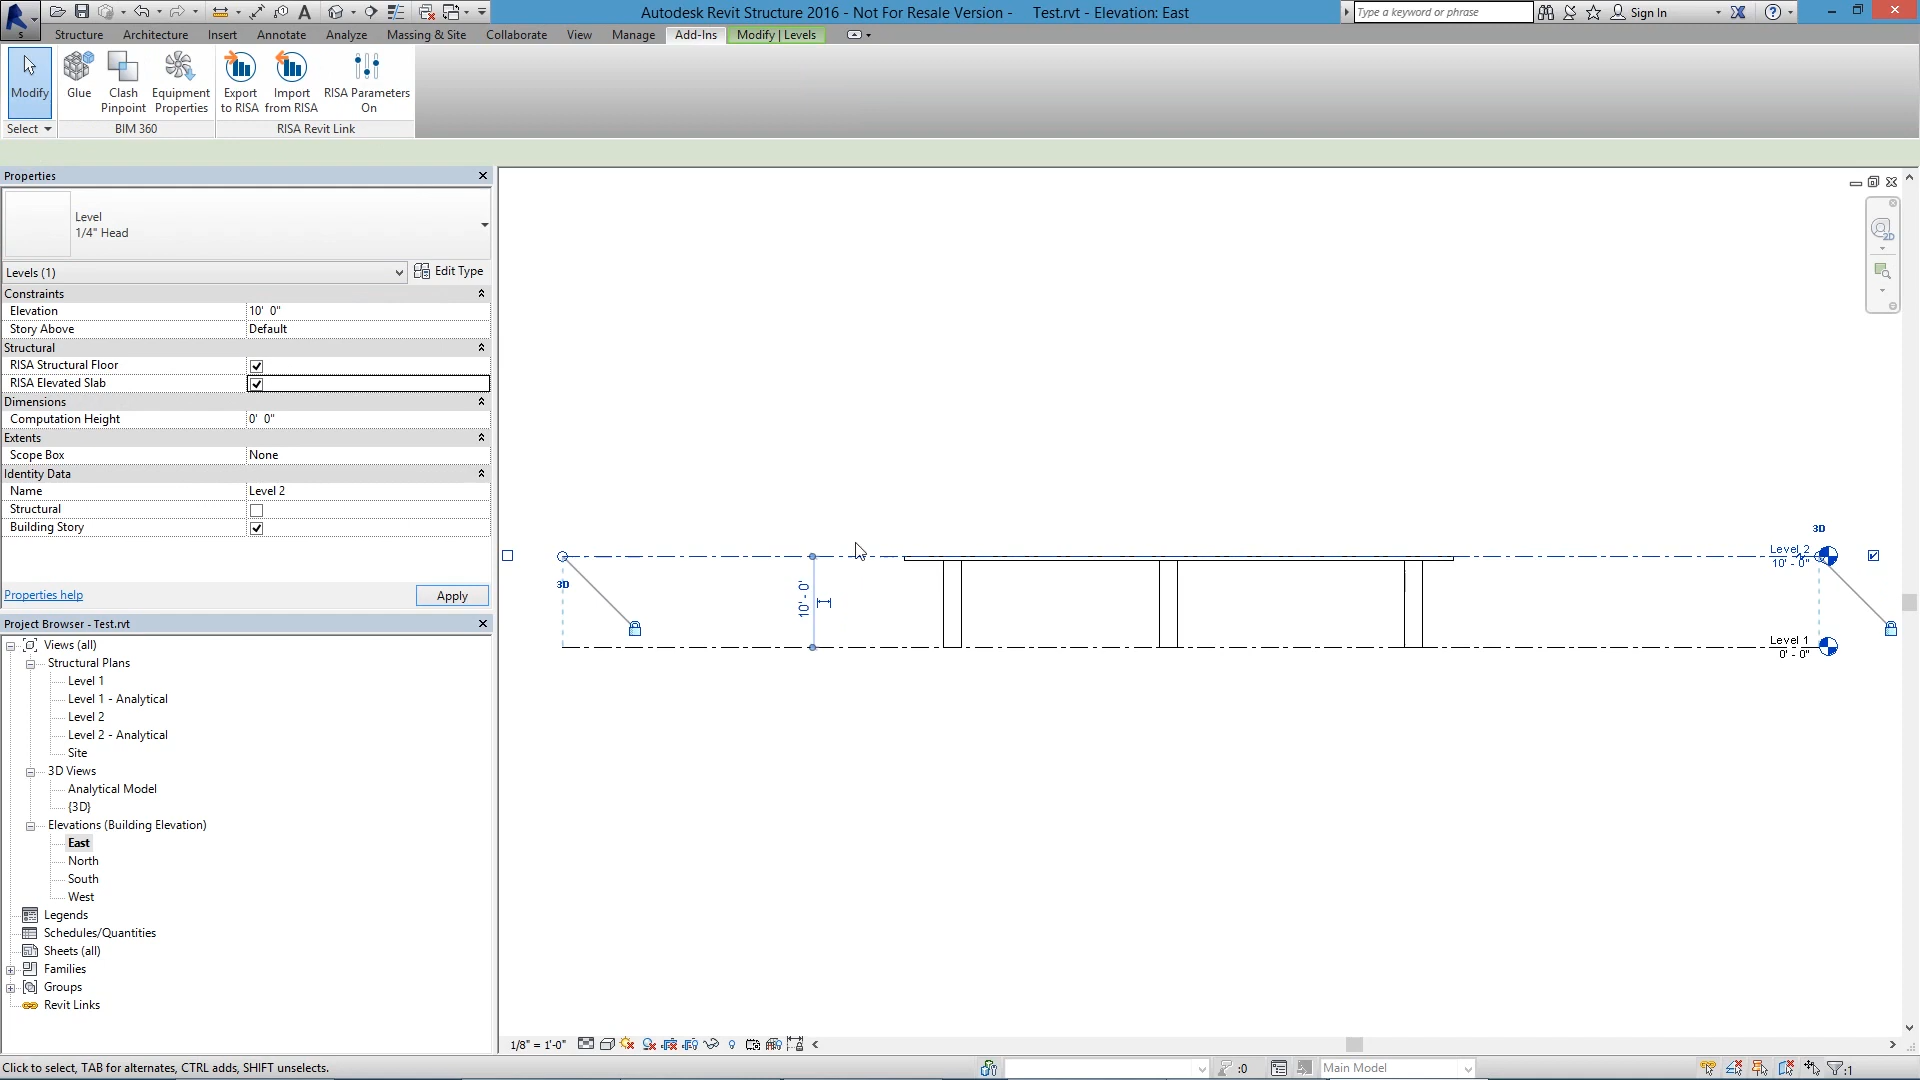 Autodesk Revit Structure 2016 - Not For Resale Version -    Test.rvt - Elevation: East
Type a keyword or phrase
Sign In
S
Structure Architecture Insert Annotate Analyze Massing & Site Collaborate View Manage Add-Ins Modify | Levels
Modify Glue Clash Pinpoint Equipment Properties Export to RISA Import from RISA RISA Parameters On
Select BIM 360 RISA Revit Link
Properties
Level
1/4" Head
Levels (1) Edit Type
Constraints
Elevation 10' 0"
Story Above Default
Structural
RISA Structural Floor
RISA Elevated Slab
Dimensions
Computation Height 0' 0"
Extents
Scope Box None
Identity Data
Name Level 2
Structural
Building Story
Properties help Apply
Project Browser - Test.rvt
Views (all)
Structural Plans
Level 1
Level 1 - Analytical
Level 2
Level 2 - Analytical
Site
3D Views
Analytical Model
{3D}
Elevations (Building Elevation)
East
North
South
West
Legends
Schedules/Quantities
Sheets (all)
Families
Groups
Revit Links
2D
3D
Level 2
10' - 0"
3D
10' - 0"
Level 1
0' - 0"
1/8" = 1'-0"
Click to select, TAB for alternates, CTRL adds, SHIFT unselects.
:0
Main Model
:1